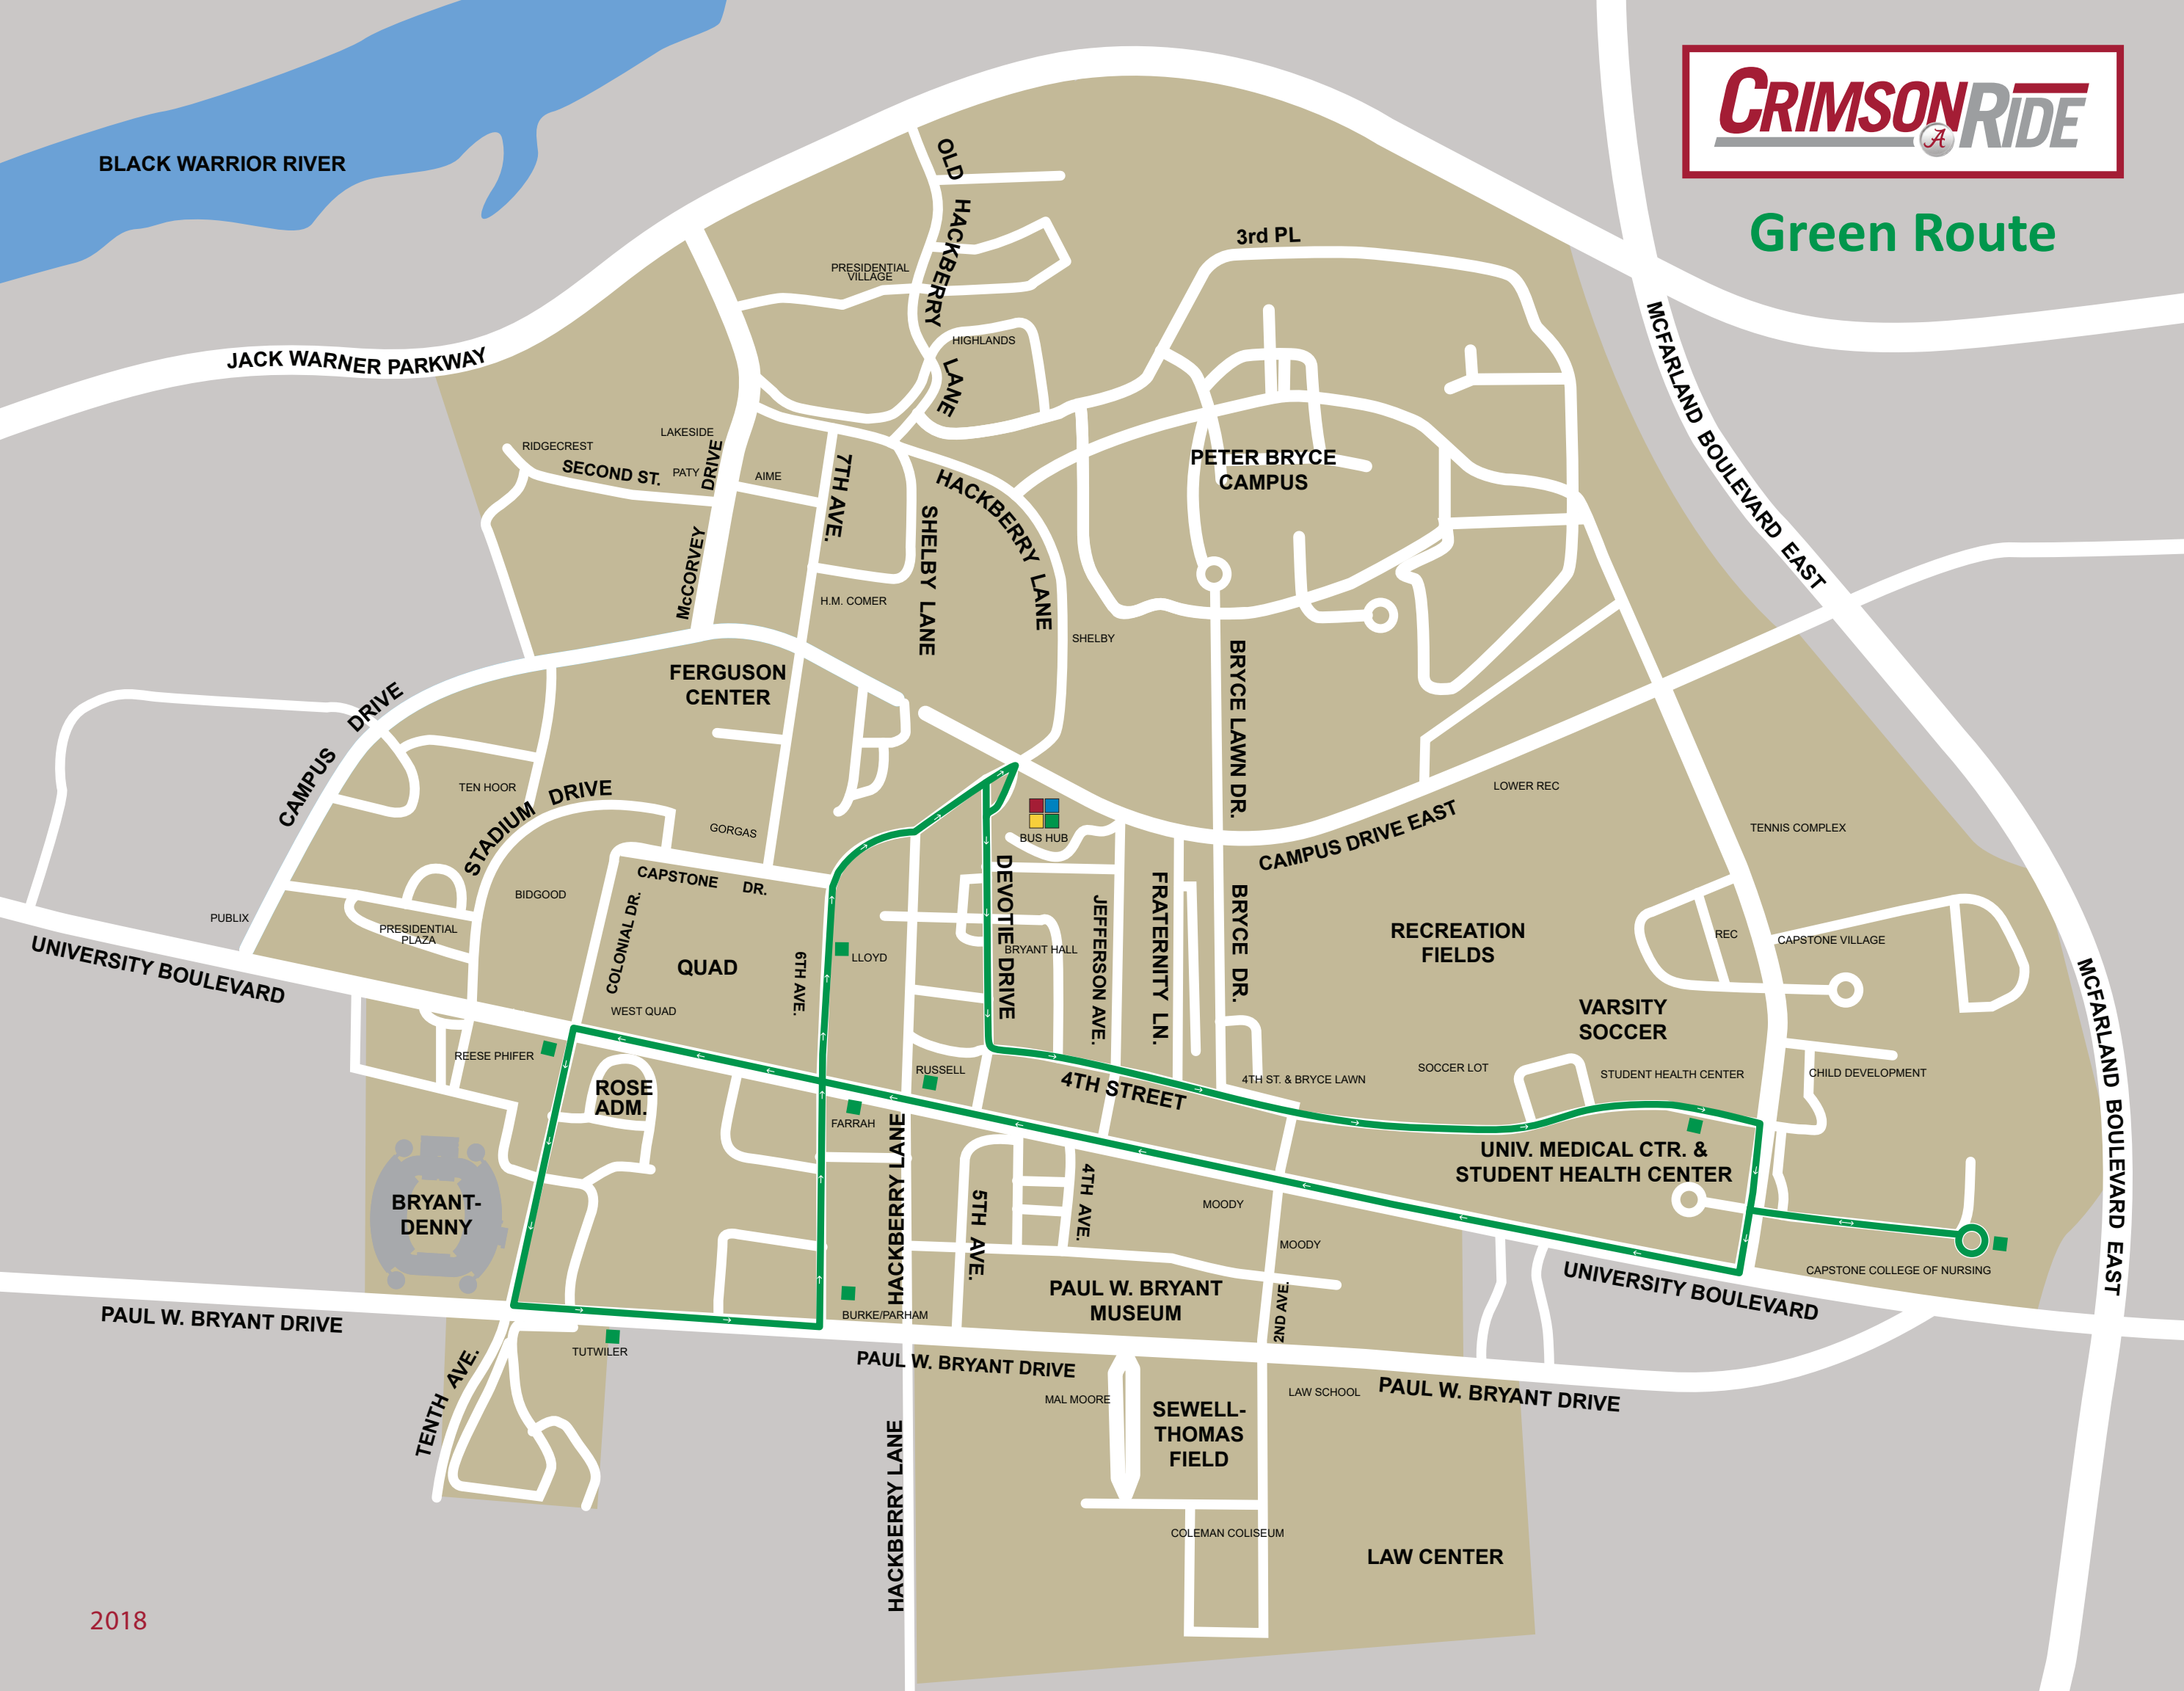 CRIMSONRIDE
A
Green Route
BLACK WARRIOR RIVER
JACK WARNER PARKWAY
OLD HACKBERRY LANE
3rd PL
MCFARLAND BOULEVARD EAST
PRESIDENTIAL
VILLAGE
HIGHLANDS
LAKESIDE
RIDGECREST
SECOND ST.
PATY
McCORVEY DRIVE
AIME
7TH AVE.
SHELBY LANE
HACKBERRY LANE
PETER BRYCE
CAMPUS
H.M. COMER
SHELBY
FERGUSON
CENTER
CAMPUS DRIVE
BRYCE LAWN DR.
TEN HOOR
STADIUM DRIVE
GORGAS
BUS HUB
LOWER REC
CAMPUS DRIVE EAST
TENNIS COMPLEX
CAPSTONE DR.
BIDGOOD
COLONIAL DR.
PUBLIX
PRESIDENTIAL
PLAZA
UNIVERSITY BOULEVARD
QUAD
6TH AVE.
LLOYD
DEVOTIE DRIVE
BRYANT HALL
JEFFERSON AVE.
FRATERNITY LN.
BRYCE DR.
RECREATION
FIELDS
REC
CAPSTONE VILLAGE
VARSITY
SOCCER
WEST QUAD
REESE PHIFER
ROSE
ADM.
RUSSELL
4TH STREET
4TH ST. & BRYCE LAWN
SOCCER LOT
STUDENT HEALTH CENTER
CHILD DEVELOPMENT
FARRAH
HACKBERRY LANE
UNIV. MEDICAL CTR. &
STUDENT HEALTH CENTER
BRYANT-
DENNY
5TH AVE.
4TH AVE.
MOODY
MOODY
MCFARLAND BOULEVARD EAST
CAPSTONE COLLEGE OF NURSING
UNIVERSITY BOULEVARD
PAUL W. BRYANT
MUSEUM
2ND AVE.
BURKE/PARHAM
PAUL W. BRYANT DRIVE
TUTWILER
TENTH AVE.
PAUL W. BRYANT DRIVE
MAL MOORE
LAW SCHOOL
PAUL W. BRYANT DRIVE
SEWELL-
THOMAS
FIELD
HACKBERRY LANE
COLEMAN COLISEUM
LAW CENTER
2018